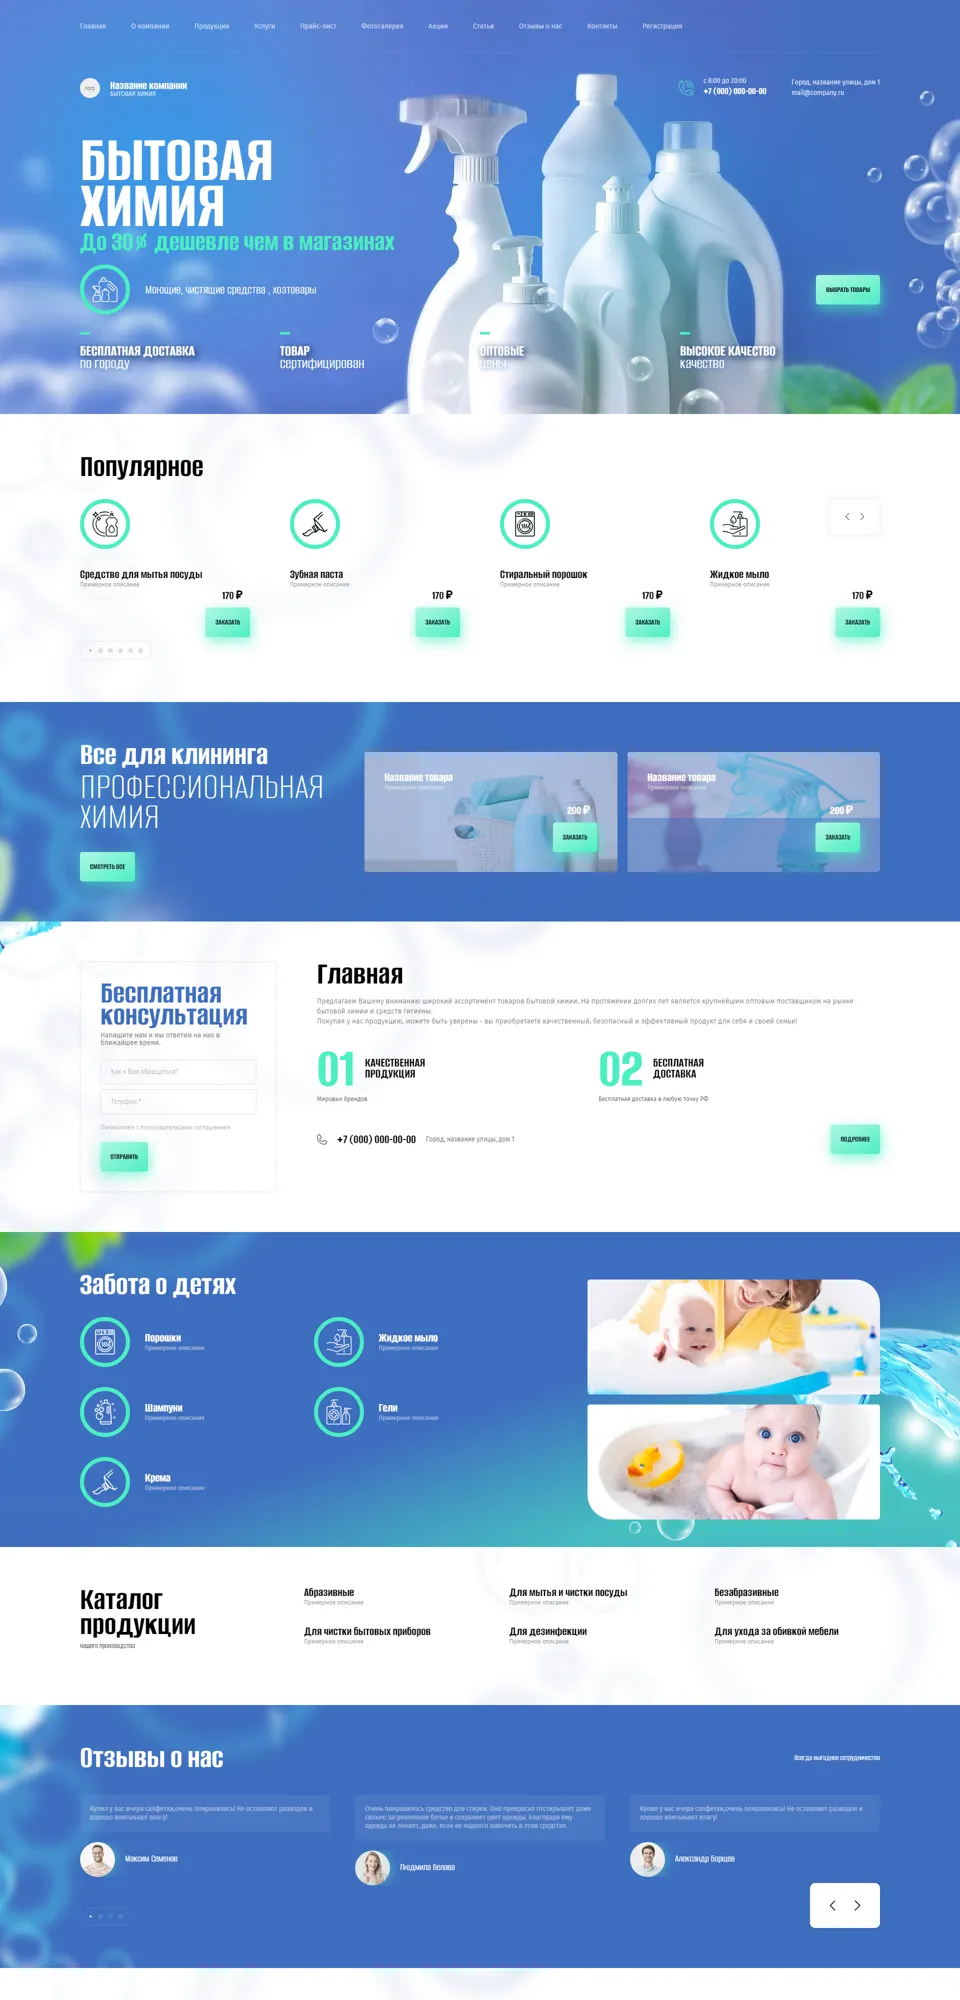 Главная О компании Продукция Услуги Прайс-лист Фотогалерея Акции Статьи Отзывы о нас Контакты Регистрация
Название компании
БЫТОВАЯ ХИМИЯ
с 8:00 до 20:00
+7 (000) 000-00-00
Город, название улицы, дом 1
mail@company.ru
БЫТОВАЯ
ХИМИЯ
До 30% дешевле чем в магазинах
Моющие, чистящие средства , хозтовары
ВЫБРАТЬ ТОВАРЫ
БЕСПЛАТНАЯ ДОСТАВКА
по городу
ТОВАР
сертифицирован
ОПТОВЫЕ
цены
ВЫСОКОЕ КАЧЕСТВО
качество
Популярное
Средство для мытья посуды
Примерное описание
170 ₽
ЗАКАЗАТЬ
Зубная паста
Примерное описание
170 ₽
ЗАКАЗАТЬ
Стиральный порошок
Примерное описание
170 ₽
ЗАКАЗАТЬ
Жидкое мыло
Примерное описание
170 ₽
ЗАКАЗАТЬ
Все для клининга
ПРОФЕССИОНАЛЬНАЯ
ХИМИЯ
СМОТРЕТЬ ВСЕ
Название товара
Примерное описание
200 ₽
ЗАКАЗАТЬ
Название товара
Примерное описание
200 ₽
ЗАКАЗАТЬ
Бесплатная
консультация
Напишите нам и мы ответим на них в
ближайшее время.
Как к Вам обращаться?
Телефон *
Ознакомлен с пользовательским соглашением
ОТПРАВИТЬ
Главная
Предлагаем Вашему вниманию широкий ассортимент товаров бытовой химии. На протяжении долгих лет является крупнейшим оптовым поставщиком на рынке
бытовой химии и средств гигиены.
Покупая у нас продукцию, можете быть уверены - вы приобретаете качественный, безопасный и эффективный продукт для себя и своей семьи!
01 КАЧЕСТВЕННАЯ
ПРОДУКЦИЯ
Мировых брендов
02 БЕСПЛАТНАЯ
ДОСТАВКА
Бесплатная доставка в любую точку РФ
+7 (000) 000-00-00 Город, название улицы, дом 1
ПОДРОБНЕЕ
Забота о детях
Порошки
Примерное описание
Жидкое мыло
Примерное описание
Шампуни
Примерное описание
Гели
Примерное описание
Крема
Примерное описание
Каталог
продукции
нашего производства
Абразивные
Примерное описание
Для мытья и чистки посуды
Примерное описание
Безабразивные
Примерное описание
Для чистки бытовых приборов
Примерное описание
Для дезинфекции
Примерное описание
Для ухода за обивкой мебели
Примерное описание
Отзывы о нас
Всегда выгодное сотрудничество
Купил у вас вчера салфетки,очень понравились! Не оставляют разводов и
хорошо впитывают влагу!
Максим Семенов
Очень понравилось средство для стирки. Оно прекрасно отстирывает даже
сильно загрязненное белье и сохраняет цвет одежды. Благодаря ему
одежда не линяет, даже, если ее надолго замочить в этом средстве.
Людмила Белова
Купил у вас вчера салфетки,очень понравились! Не оставляют разводов и
хорошо впитывают влагу!
Александр Борщев